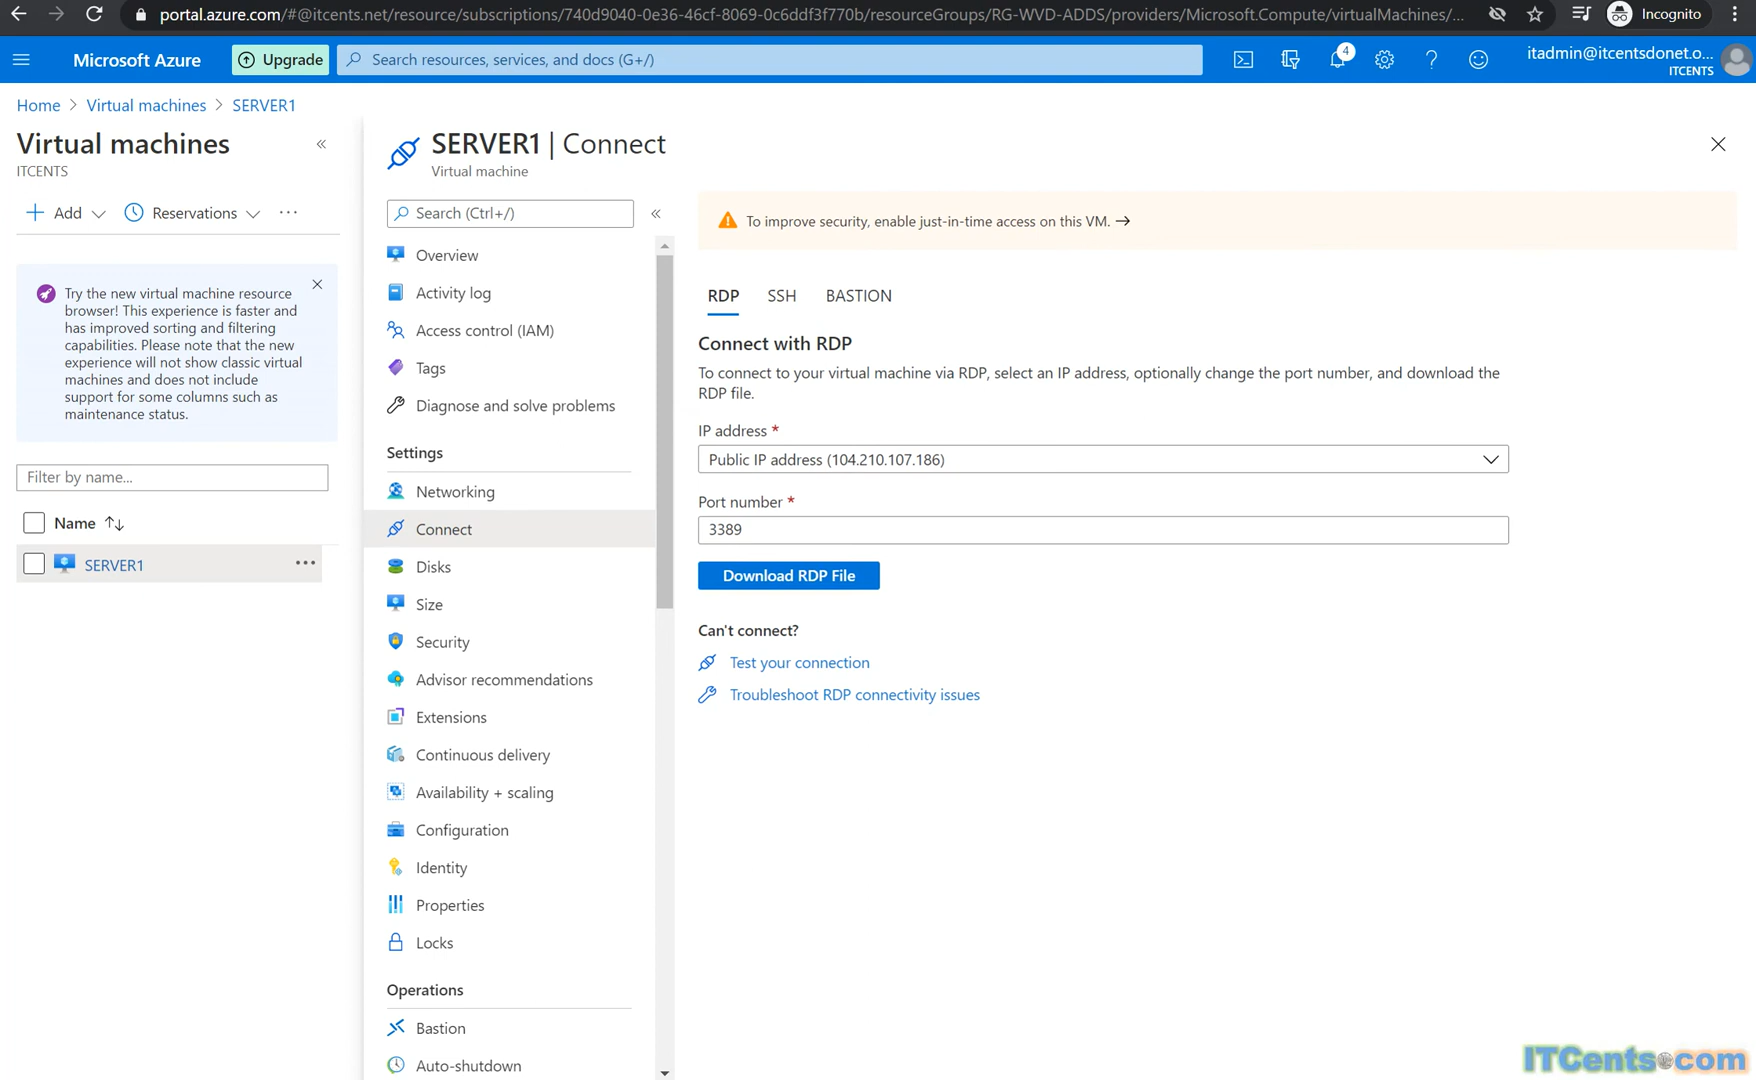 portal.azure.com/#@itcents.net/resource/subscriptions/740d9040-0e36-46cf-8069-0c6ddf3f770b/resourceGroups/RG-WVD-ADDS/providers/Microsoft.Compute/virtualMachines/...
Incognito
Microsoft Azure
Upgrade
Search resources, services, and docs (G+/)
4
itadmin@itcentsdonet.o...
ITCENTS
Home > Virtual machines > SERVER1
Virtual machines
ITCENTS
Add
Reservations
Try the new virtual machine resource
browser! This experience is faster and
has improved sorting and filtering
capabilities. Please note that the new
experience will not show classic virtual
machines and does not include
support for some columns such as
maintenance status.
Filter by name...
Name
SERVER1
SERVER1 | Connect
Virtual machine
Search (Ctrl+/)
Overview
Activity log
Access control (IAM)
Tags
Diagnose and solve problems
Settings
Networking
Connect
Disks
Size
Security
Advisor recommendations
Extensions
Continuous delivery
Availability + scaling
Configuration
Identity
Properties
Locks
Operations
Bastion
Auto-shutdown
To improve security, enable just-in-time access on this VM. →
RDP SSH BASTION
Connect with RDP
To connect to your virtual machine via RDP, select an IP address, optionally change the port number, and download the
RDP file.
IP address *
Public IP address (104.210.107.186)
Port number *
3389
Download RDP File
Can't connect?
Test your connection
Troubleshoot RDP connectivity issues
ITCents.com